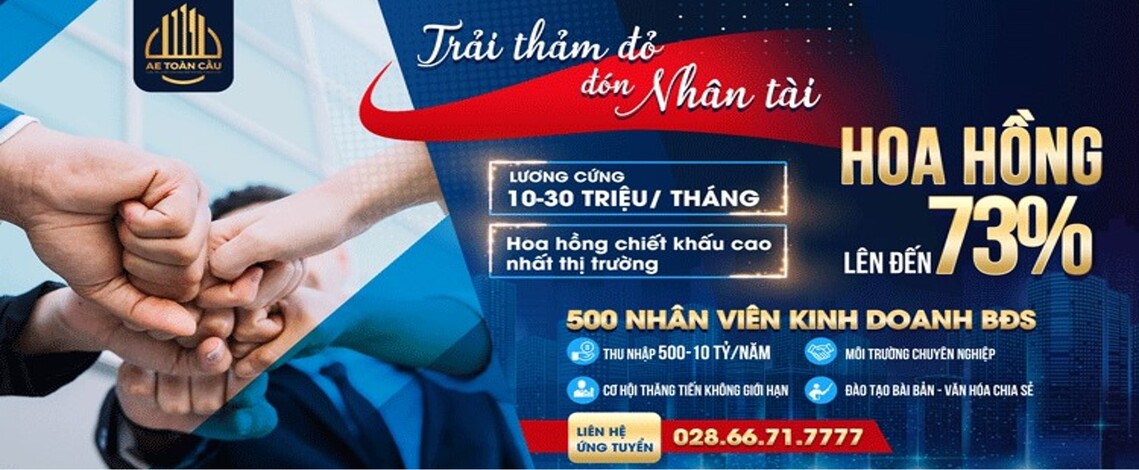 AE TOÀN CẦU
Trải thảm đỏ
đón Nhân tài
LƯƠNG CỨNG
10-30 TRIỆU/ THÁNG
Hoa hồng chiết khấu cao
nhất thị trường
HOA HỒNG
LÊN ĐẾN 73%
500 NHÂN VIÊN KINH DOANH BĐS
THU NHẬP 500-10 TỶ/NĂM
MÔI TRƯỜNG CHUYÊN NGHIỆP
CƠ HỘI THĂNG TIẾN KHÔNG GIỚI HẠN
ĐÀO TẠO BÀI BẢN - VĂN HÓA CHIA SẺ
LIÊN HỆ
ỨNG TUYỂN
028.66.71.7777